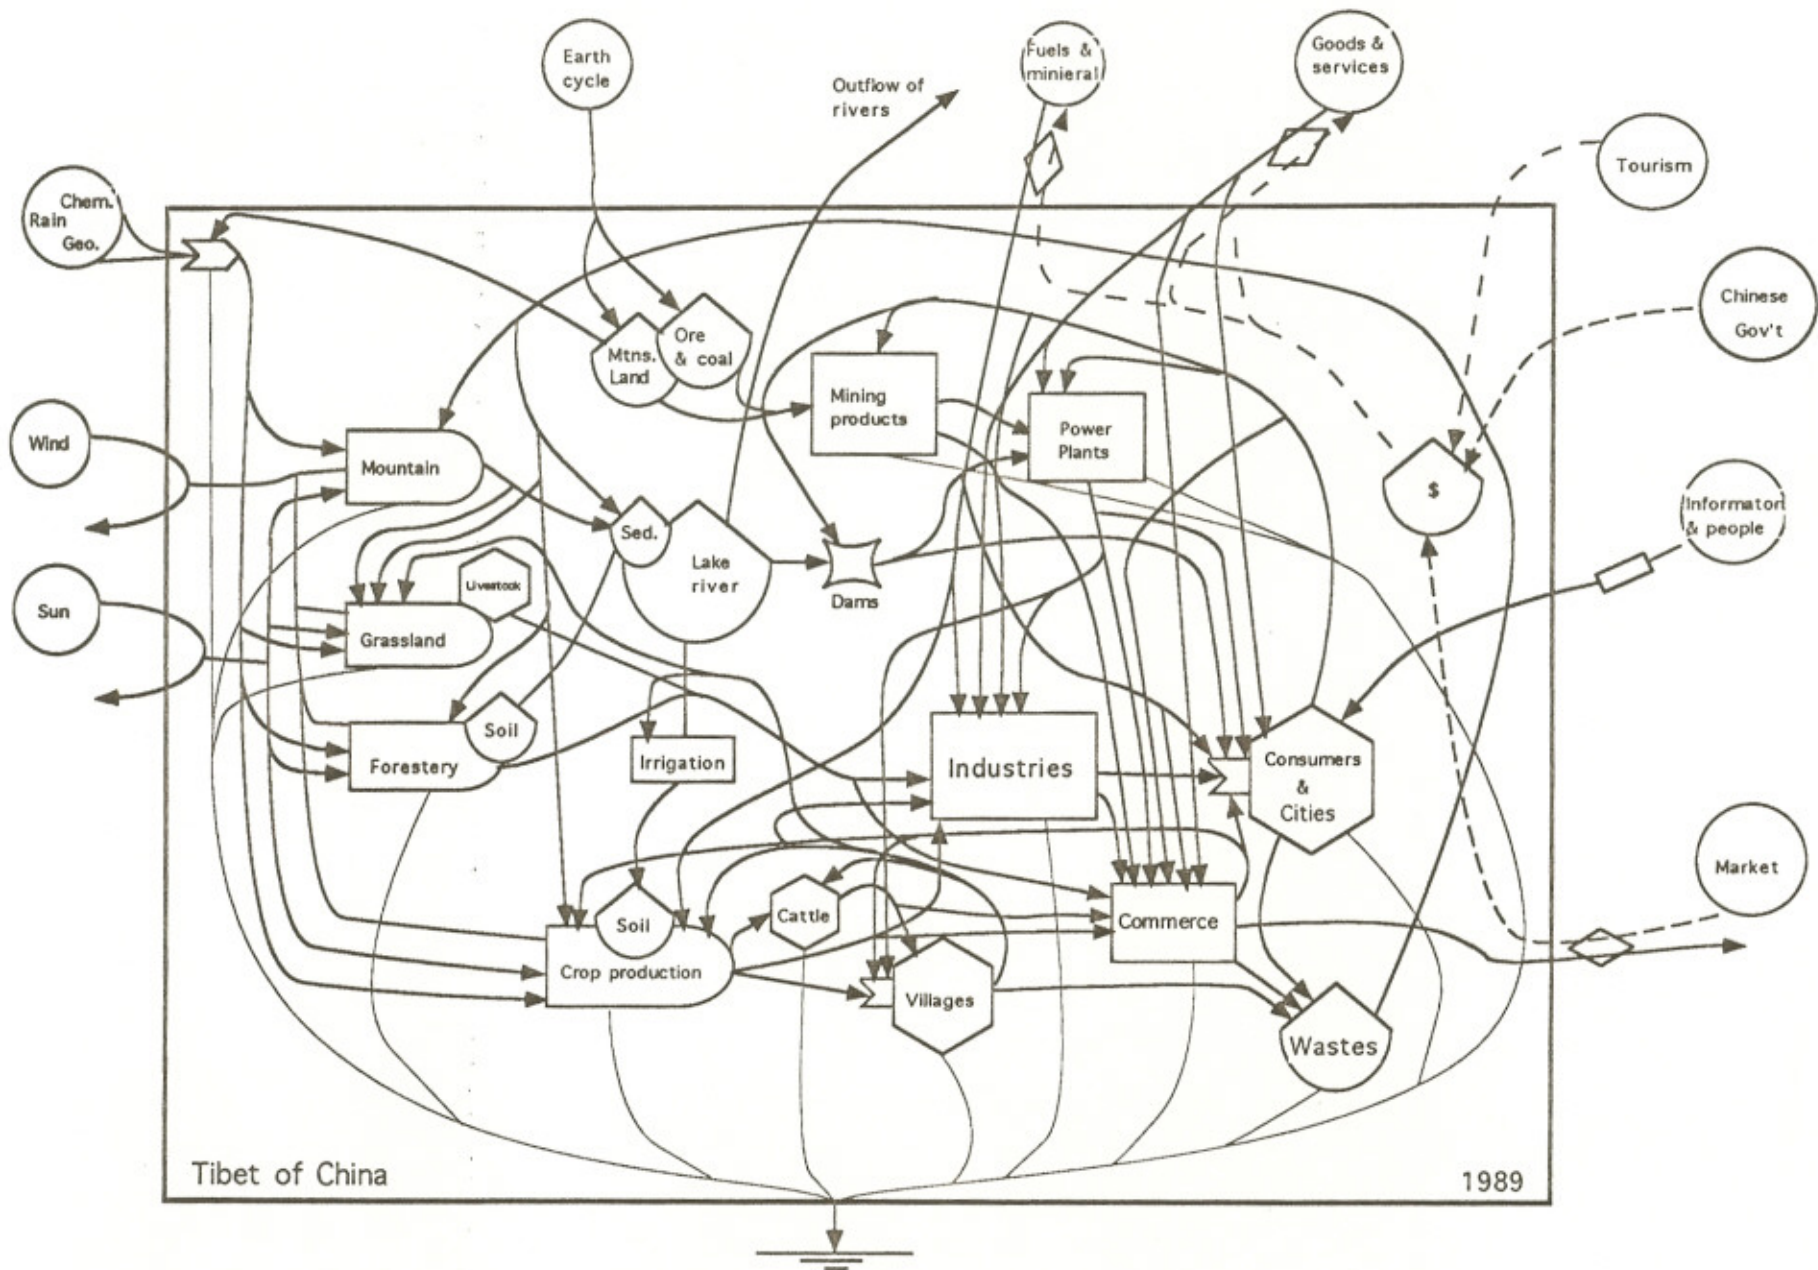 Earth
cycle
Outflow of
rivers
Fuels &
minieral
Goods &
services
Tourism
Chem.
Rain
Geo.
Chinese
Gov't
Mtns.
Land
Ore
& coal
Mining
products
Power
Plants
Wind
Mountain
$
Informaton
& people
Sed.
Lake
river
Dams
Livestock
Sun
Grassland
Soil
Forestery
Irrigation
Industries
Consumers
&
Cities
Market
Soil
Crop production
Cattle
Commerce
Villages
Wastes
Tibet of China
1989